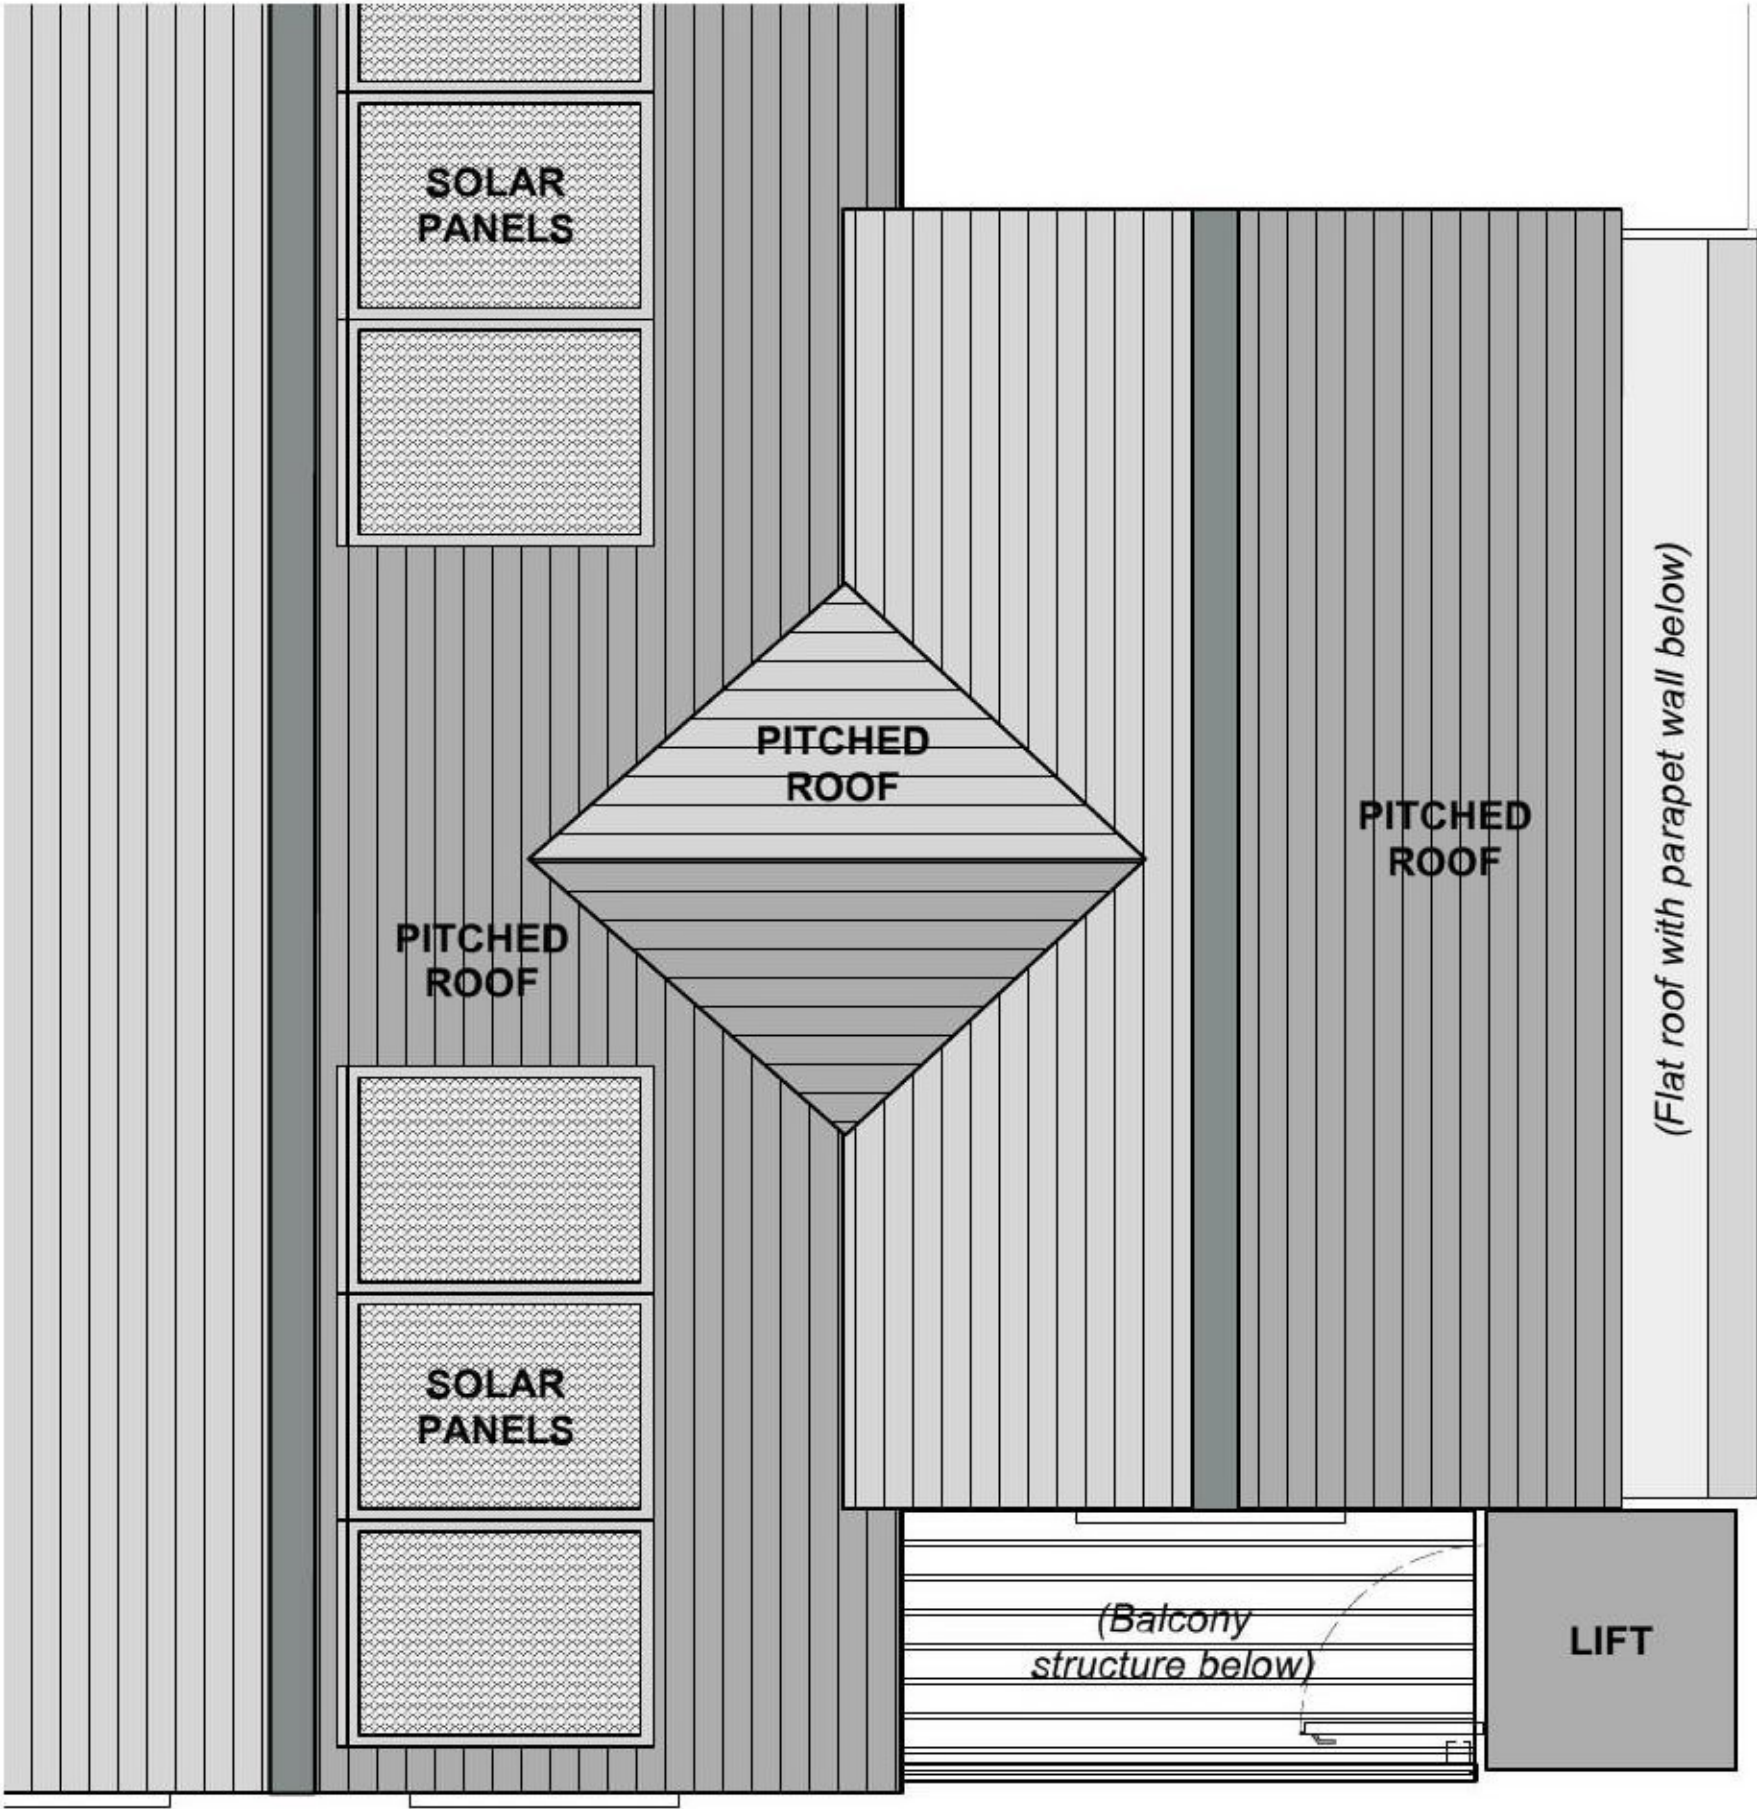 SOLAR
PANELS
PITCHED
ROOF
PITCHED
ROOF
(Flat roof with parapet wall below)
PITCHED
ROOF
SOLAR
PANELS
(Balcony
structure below)
LIFT